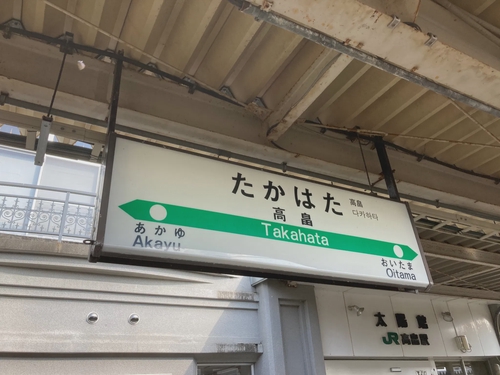 たかはた
高畠
다카하타
高畠
Takahata
あかゆ
Akayu
おいたま
Oitama
太陽館
JR高畠駅